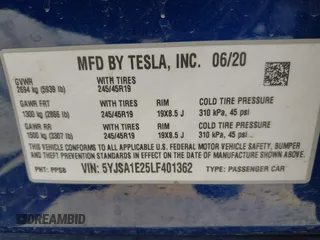 MFD BY TESLA, INC. 06/20
GVWR
2694 kg (5939 lb)
WITH TIRES
245/45R19
GAWR FRT WITH TIRES RIM COLD TIRE PRESSURE
1300 kg (2866 lb) 245/45R19 19X8.5 J 310 kPa, 45 psi
GAWR RR WITH TIRES RIM COLD TIRE PRESSURE
1500 kg (3307 lb) 245/45R19 19X8.5 J 310 kPa, 45 psi
THIS VEHICLE CONFORMS TO ALL APPLICABLE U.S. FEDERAL MOTOR VEHICLE
SAFETY, BUMPER, AND THEFT PREVENTION STANDARDS IN EFFECT ON THE DATE OF
MANUFACTURE SHOWN ABOVE.
PNT: PPSB VIN: 5YJSA1E25LF401362 TYPE: PASSENGER CAR
DREAMBID